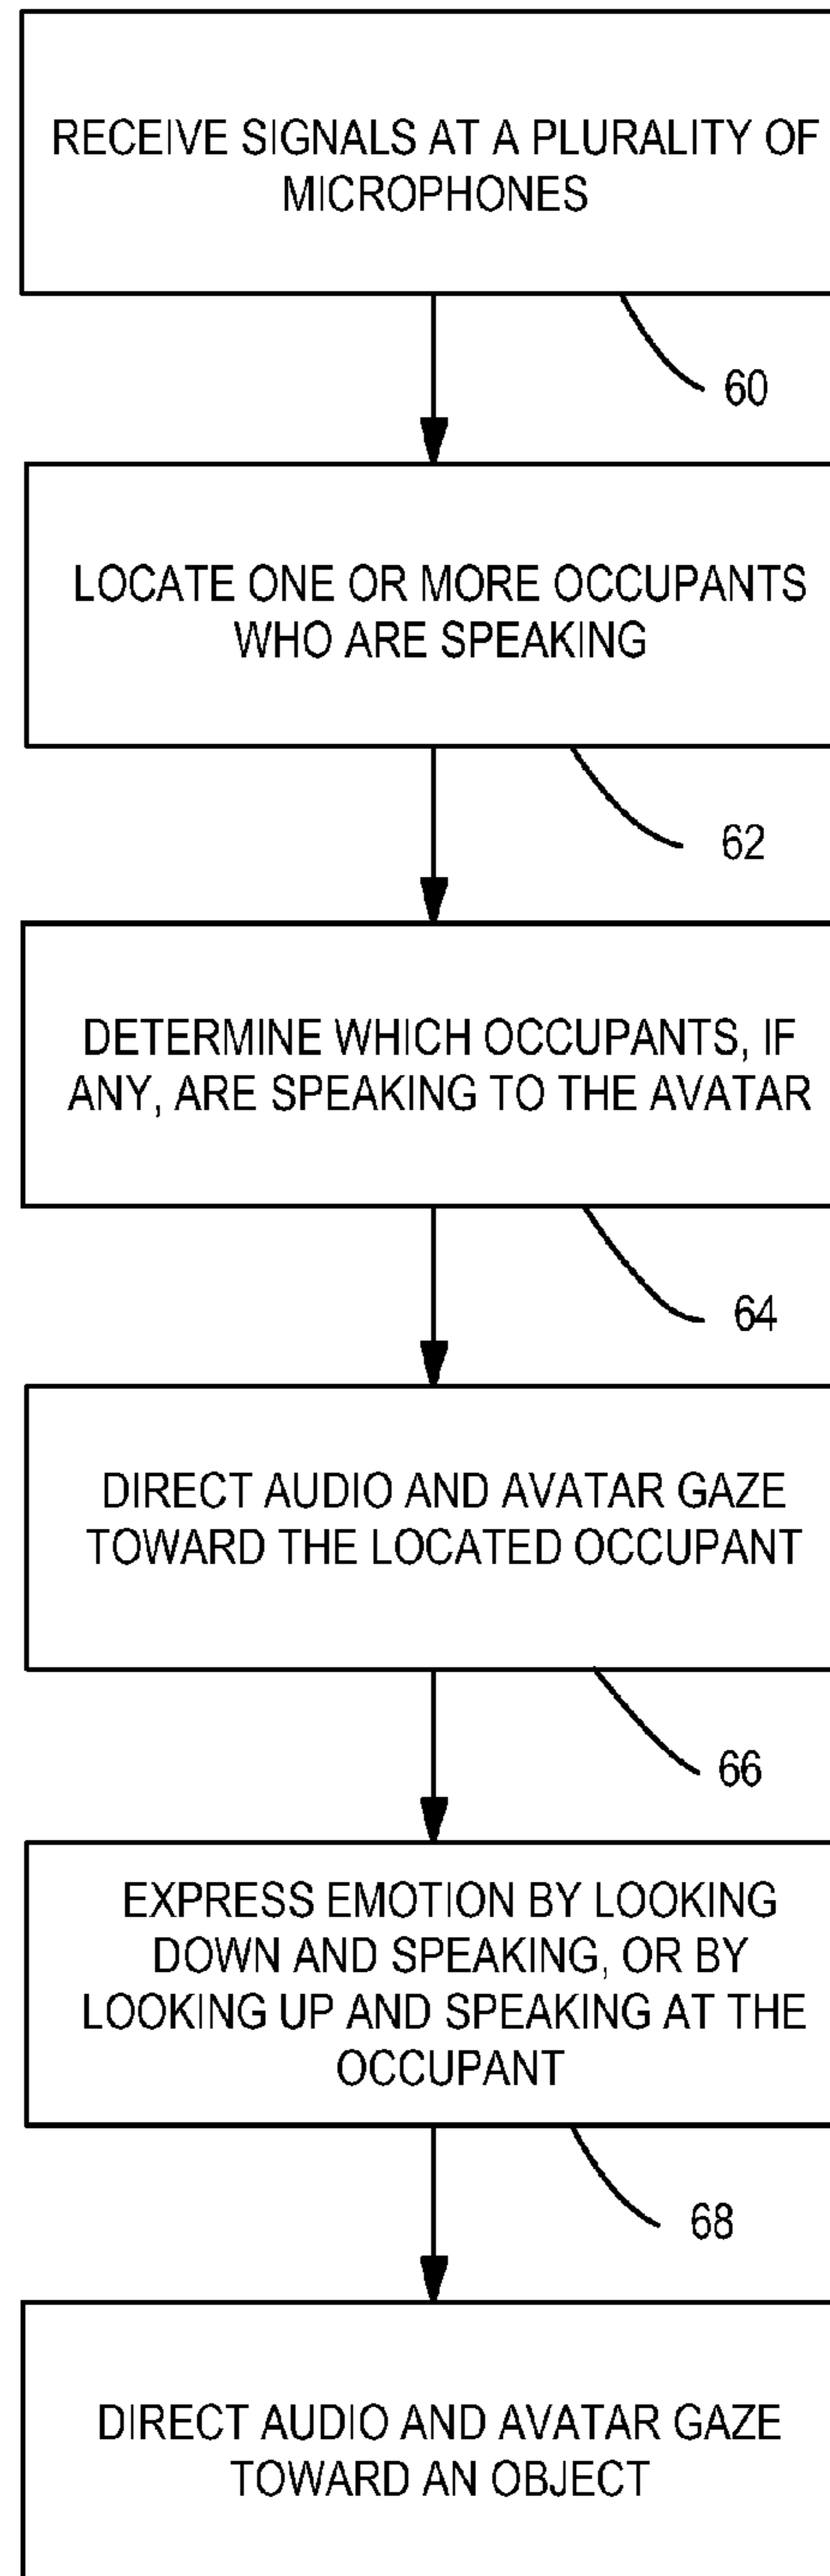 RECEIVE SIGNALS AT A PLURALITY OF
MICROPHONES
60
LOCATE ONE OR MORE OCCUPANTS
WHO ARE SPEAKING
62
DETERMINE WHICH OCCUPANTS, IF
ANY, ARE SPEAKING TO THE AVATAR
64
DIRECT AUDIO AND AVATAR GAZE
TOWARD THE LOCATED OCCUPANT
66
EXPRESS EMOTION BY LOOKING
DOWN AND SPEAKING, OR BY
LOOKING UP AND SPEAKING AT THE
OCCUPANT
68
DIRECT AUDIO AND AVATAR GAZE
TOWARD AN OBJECT